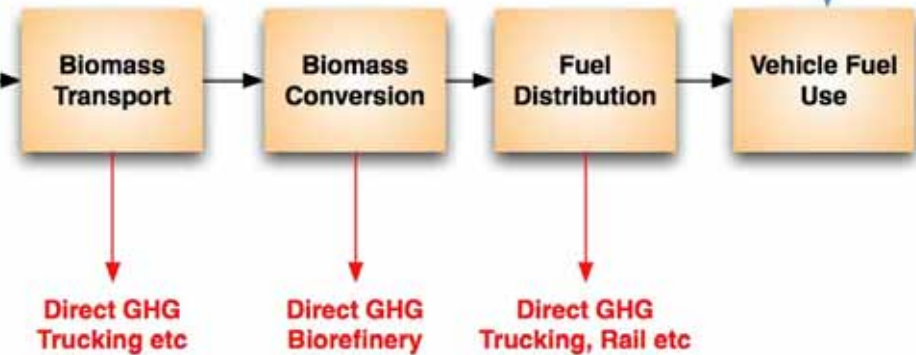 Biomass
Transport
Biomass
Conversion
Fuel
Distribution
Vehicle Fuel
Use
Direct GHG
Trucking etc
Direct GHG
Biorefinery
Direct GHG
Trucking, Rail etc